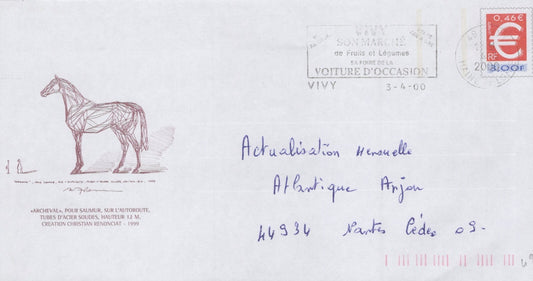 VIVY
SON MARCHÉ
de Fruits et Légumes
SA FOIRE DE LA
VOITURE D'OCCASION
VIVY 3-4-00
0,46 €
€
RF
3,00F
Actualisation Mensuelle
Atlantique Anjou
44934 Nantes Cédex 09-
«ARCHEVAL», POUR SAUMUR, SUR L'AUTOROUTE,
TUBES D'ACIER SOUDES, HAUTEUR 12 M.
CREATION CHRISTIAN RENONCIAT - 1999